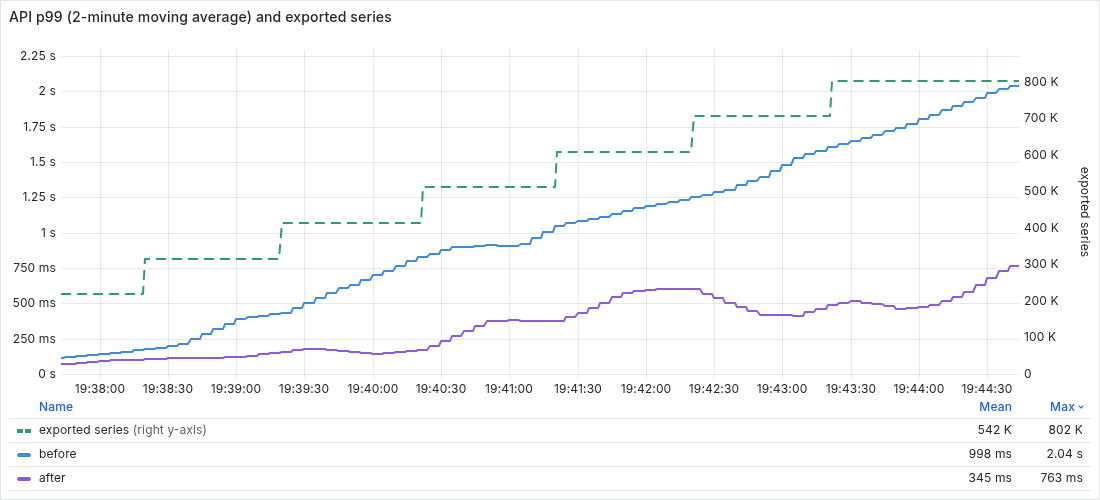 API p99 (2-minute moving average) and exported series
2.25 s
2 s
1.75 s
1.5 s
1.25 s
1 s
750 ms
500 ms
250 ms
0 s
800 K
700 K
600 K
500 K
400 K
300 K
200 K
100 K
0
exported series
19:38:00 19:38:30 19:39:00 19:39:30 19:40:00 19:40:30 19:41:00 19:41:30 19:42:00 19:42:30 19:43:00 19:43:30 19:44:00 19:44:30
Name Mean Max
exported series (right y-axis) 542 K 802 K
before 998 ms 2.04 s
after 345 ms 763 ms